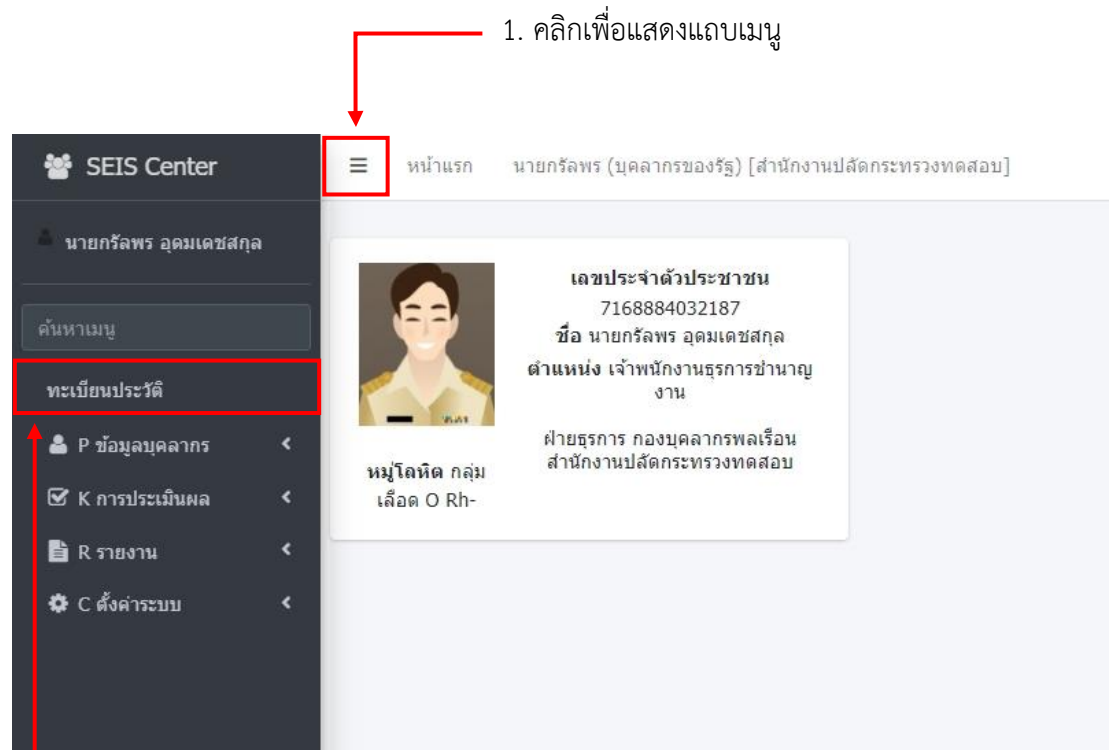 1. คลิกเพื่อแสดงแถบเมนู
SEIS Center
หน้าแรก นายกรัลพร (บุคลากรของรัฐ) [สำนักงานปลัดกระทรวงทดสอบ]
นายกรัลพร อุดมเดชสกุล
ค้นหาเมนู
ทะเบียนประวัติ
P ข้อมูลบุคลากร
K การประเมินผล
R รายงาน
C ตั้งค่าระบบ
เลขประจำตัวประชาชน
7168884032187
ชื่อ นายกรัลพร อุดมเดชสกุล
ตำแหน่ง เจ้าพนักงานธุรการชำนาญ
งาน
ฝ่ายธุรการ กองบุคลากรพลเรือน
สำนักงานปลัดกระทรวงทดสอบ
หมู่โลหิต กลุ่ม
เลือด O Rh-